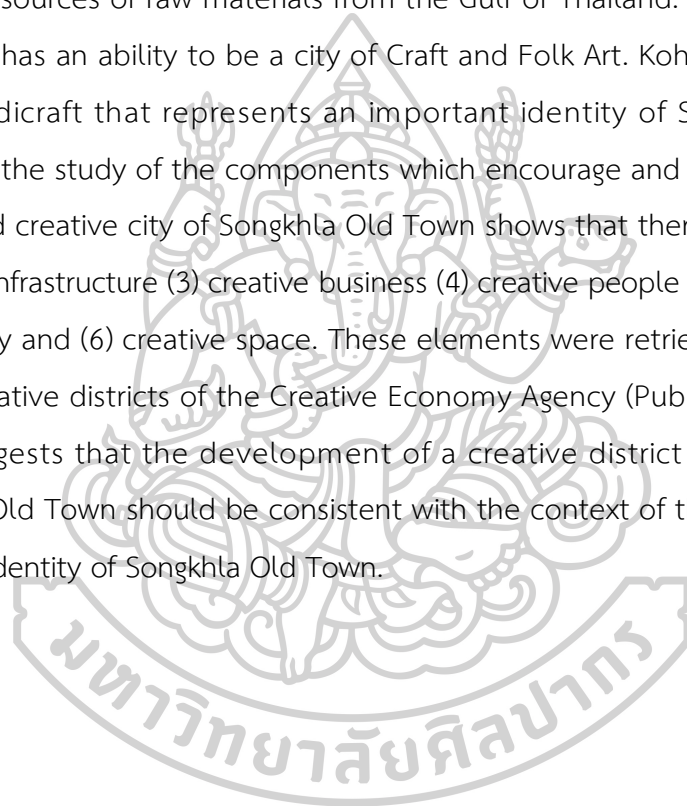 sources of raw materials from the Gulf of Thailand.
has an ability to be a city of Craft and Folk Art. Koh
dicraft that represents an important identity of S
the study of the components which encourage and
d creative city of Songkhla Old Town shows that ther
nfrastructure (3) creative business (4) creative people
y and (6) creative space. These elements were retrie
ative districts of the Creative Economy Agency (Pub
gests that the development of a creative district
Old Town should be consistent with the context of t
dentity of Songkhla Old Town.
มหาวิทยาลัยศิลปากร